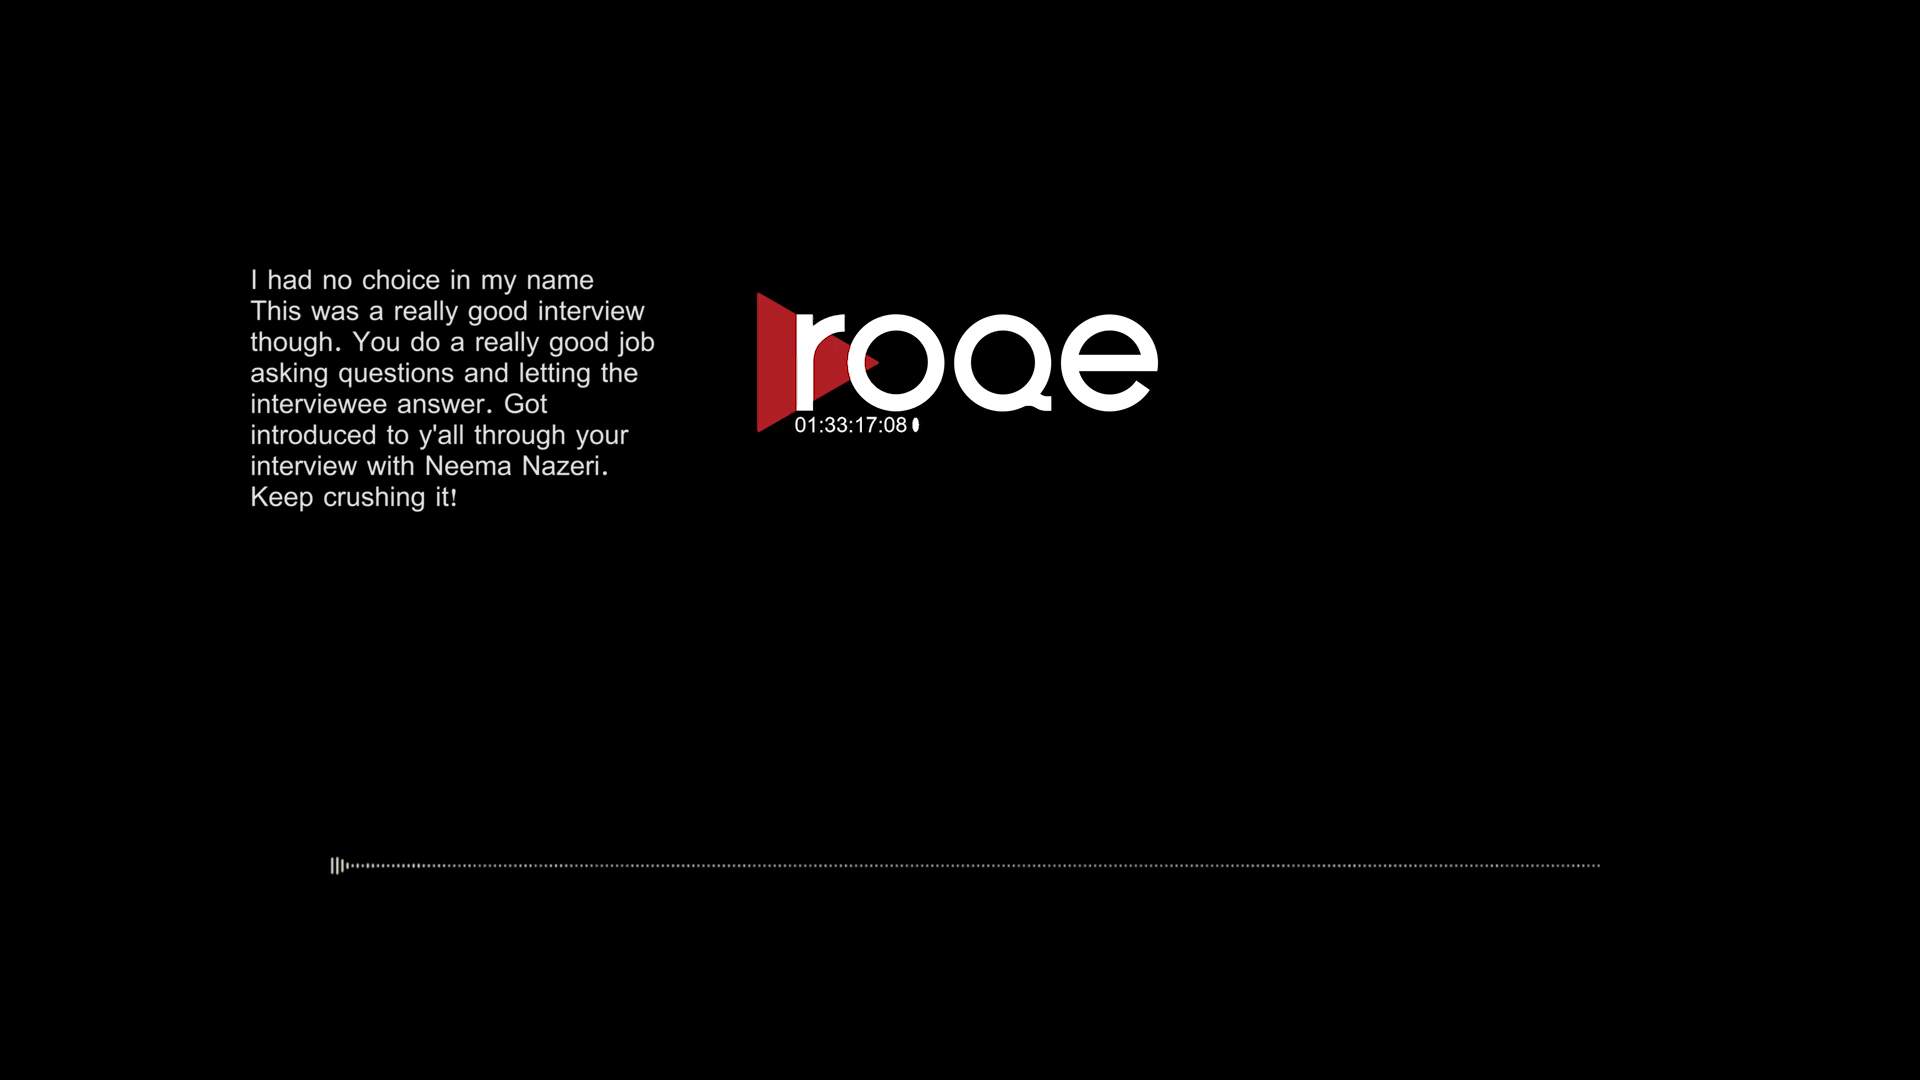 I had no choice in my name
This was a really good interview
though. You do a really good job
asking questions and letting the
interviewee answer. Got
introduced to y'all through your
interview with Neema Nazeri.
Keep crushing it!
roqe
01:33:17:08